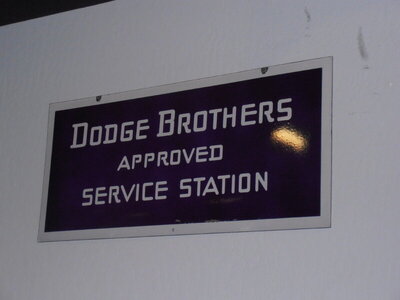 DODGE BROTHERS
APPROVED
SERVICE STATION